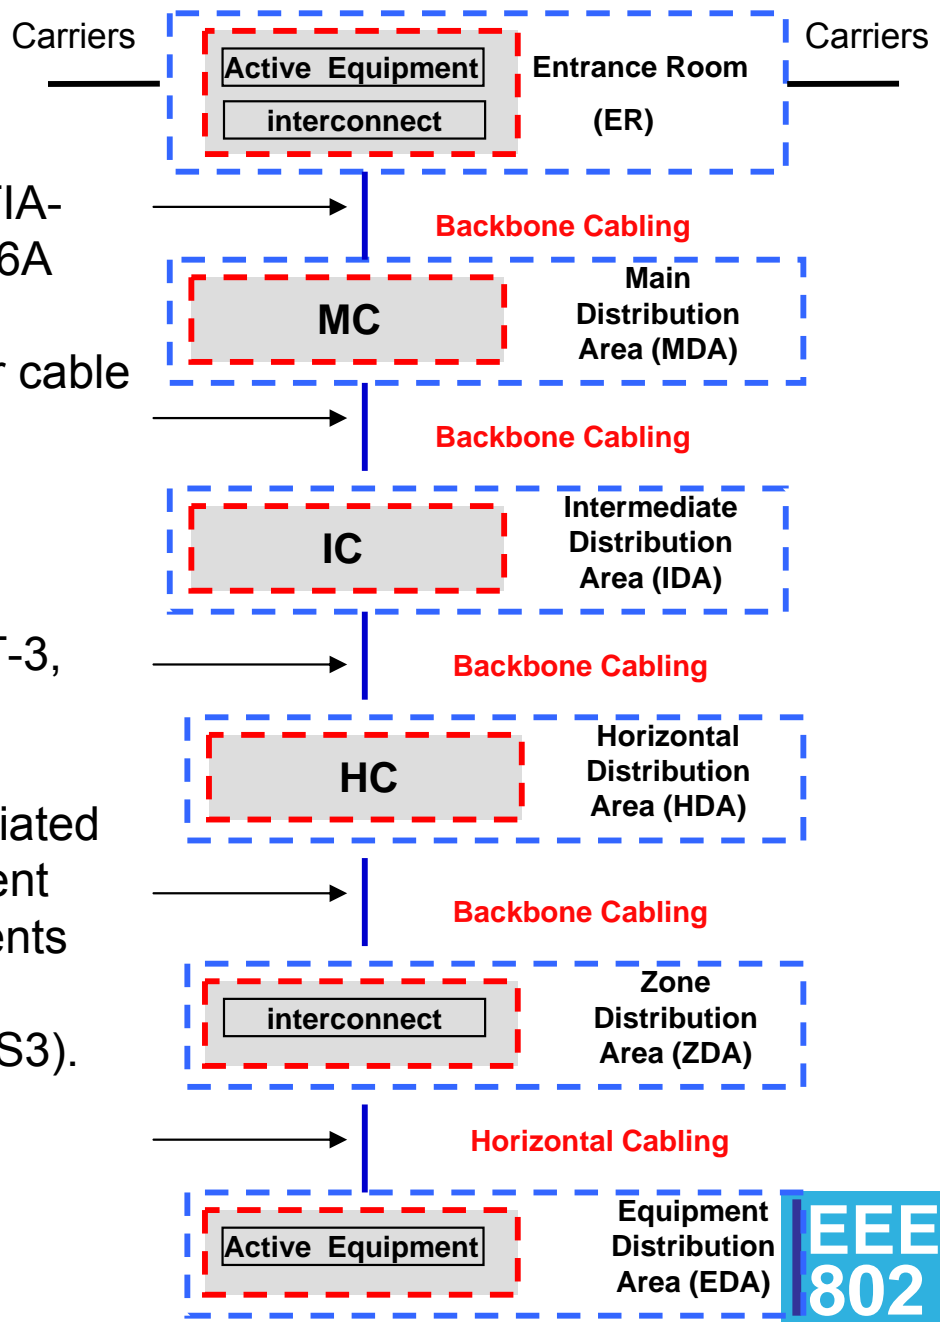 Carriers
Carriers
Active Equipment
interconnect
Entrance Room
(ER)
TIA-
6A
Backbone Cabling
MC
Main
Distribution
Area (MDA)
r cable
Backbone Cabling
IC
Intermediate
Distribution
Area (IDA)
T-3,
Backbone Cabling
HC
Horizontal
Distribution
Area (HDA)
iated
ent
ents
Backbone Cabling
interconnect
Zone
Distribution
Area (ZDA)
S3).
Horizontal Cabling
Active Equipment
Equipment
Distribution
Area (EDA)
EEE
802